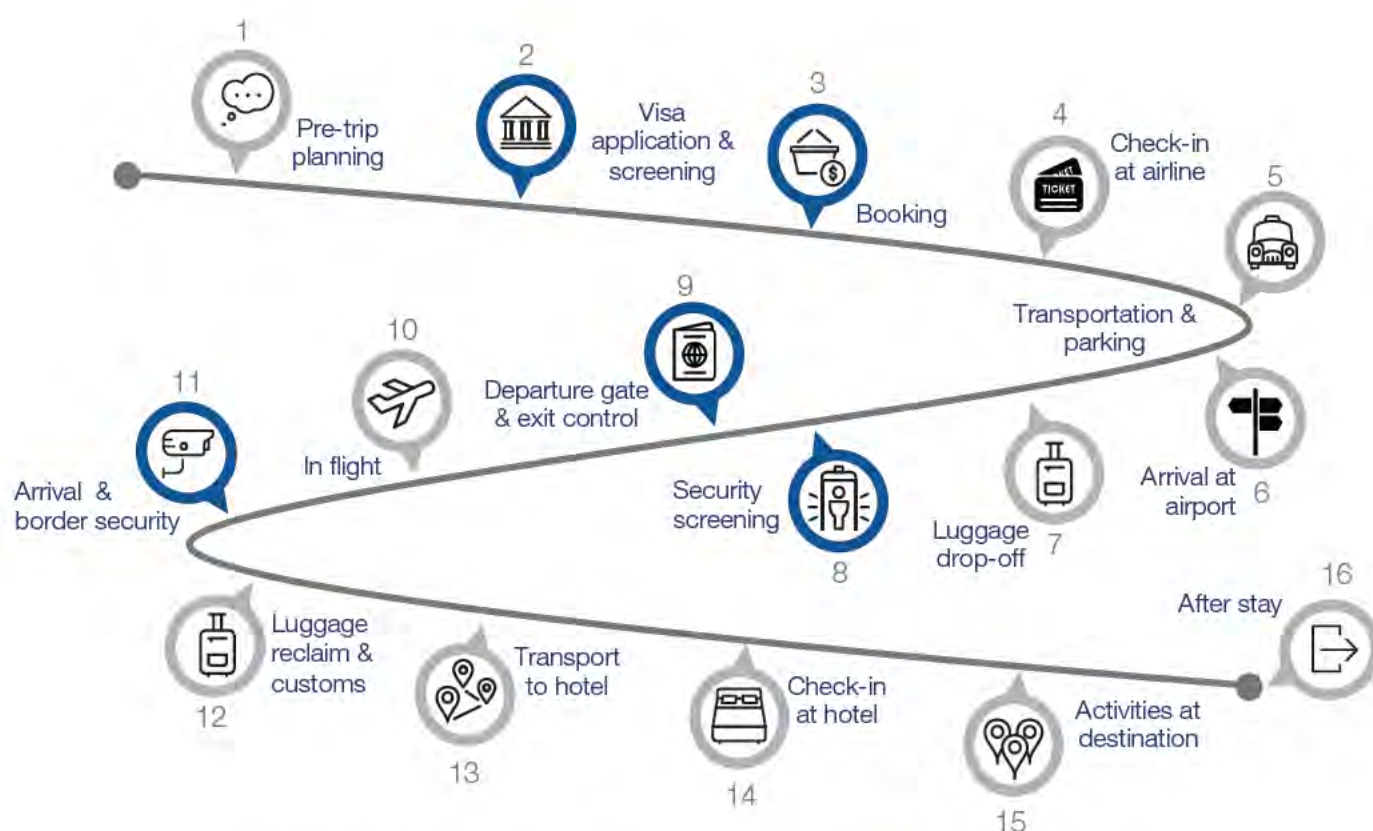 1
Pre-trip
planning
2
Visa
application &
screening
3
Booking
4
Check-in
at airline
TICKET
5
Transportation &
parking
6
Arrival at
airport
7
Luggage
drop-off
8
Security
screening
9
Departure gate
& exit control
10
In flight
11
Arrival &
border security
12
Luggage
reclaim &
customs
13
Transport
to hotel
14
Check-in
at hotel
15
Activities at
destination
16
After stay
$